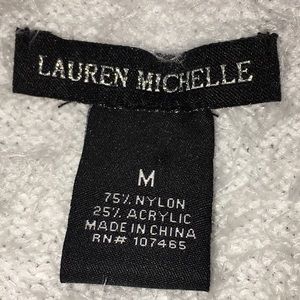 LAUREN MICHELLE
M
75% NYLON
25% ACRYLIC
MADE IN CHINA
RN# 107465